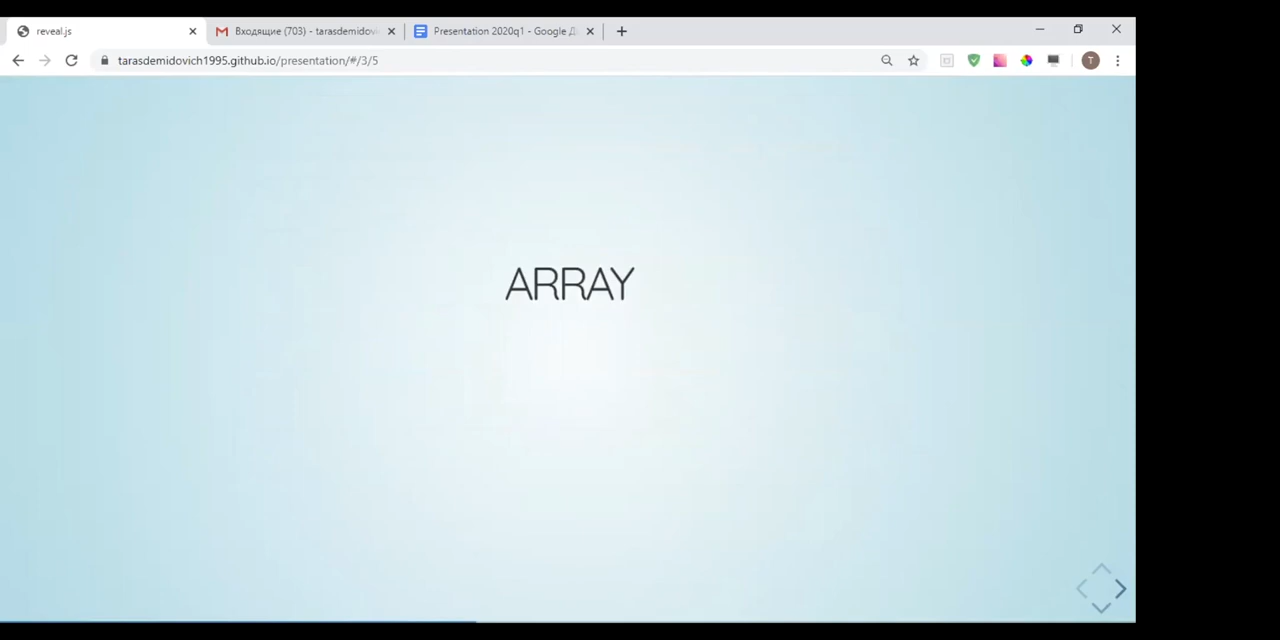 reveal.js
Входящие (703) - tarasdemidov
Presentation 2020q1 - Google Д
tarasdemidovich1995.github.io/presentation/#/3/5
T
ARRAY